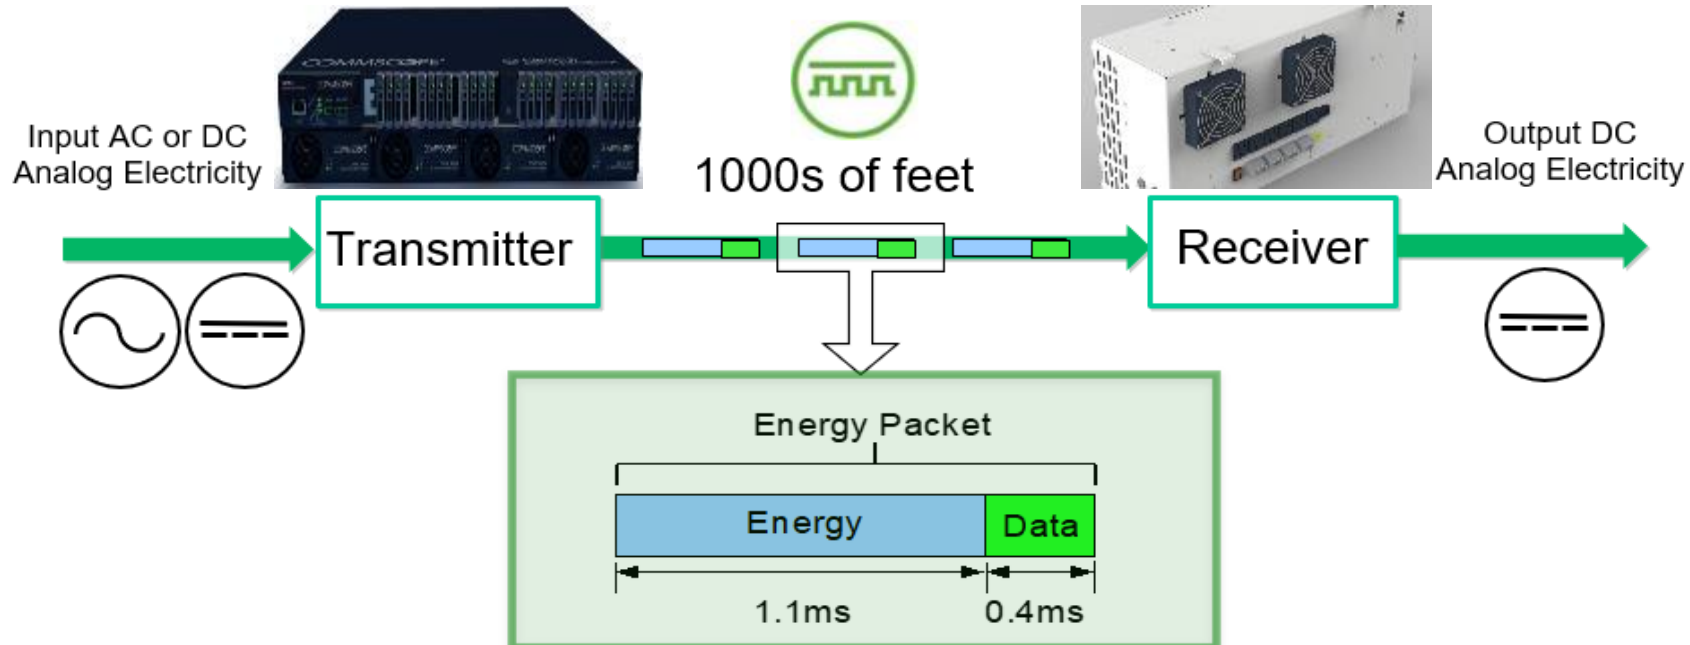 COMMSCOPE
Input AC or DC
Analog Electricity
1000s of feet
Output DC
Analog Electricity
Transmitter
Receiver
Energy Packet
Energy
Data
1.1ms
0.4ms